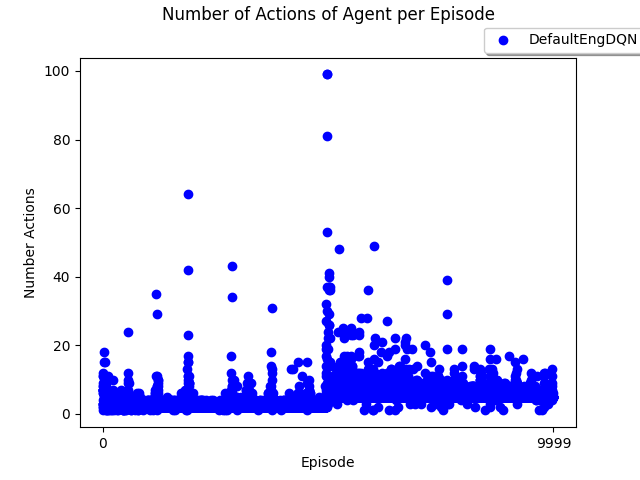 Number of Actions of Agent per Episode
DefaultEngDQN
100
80
60
40
20
0
Number Actions
0 9999
Episode